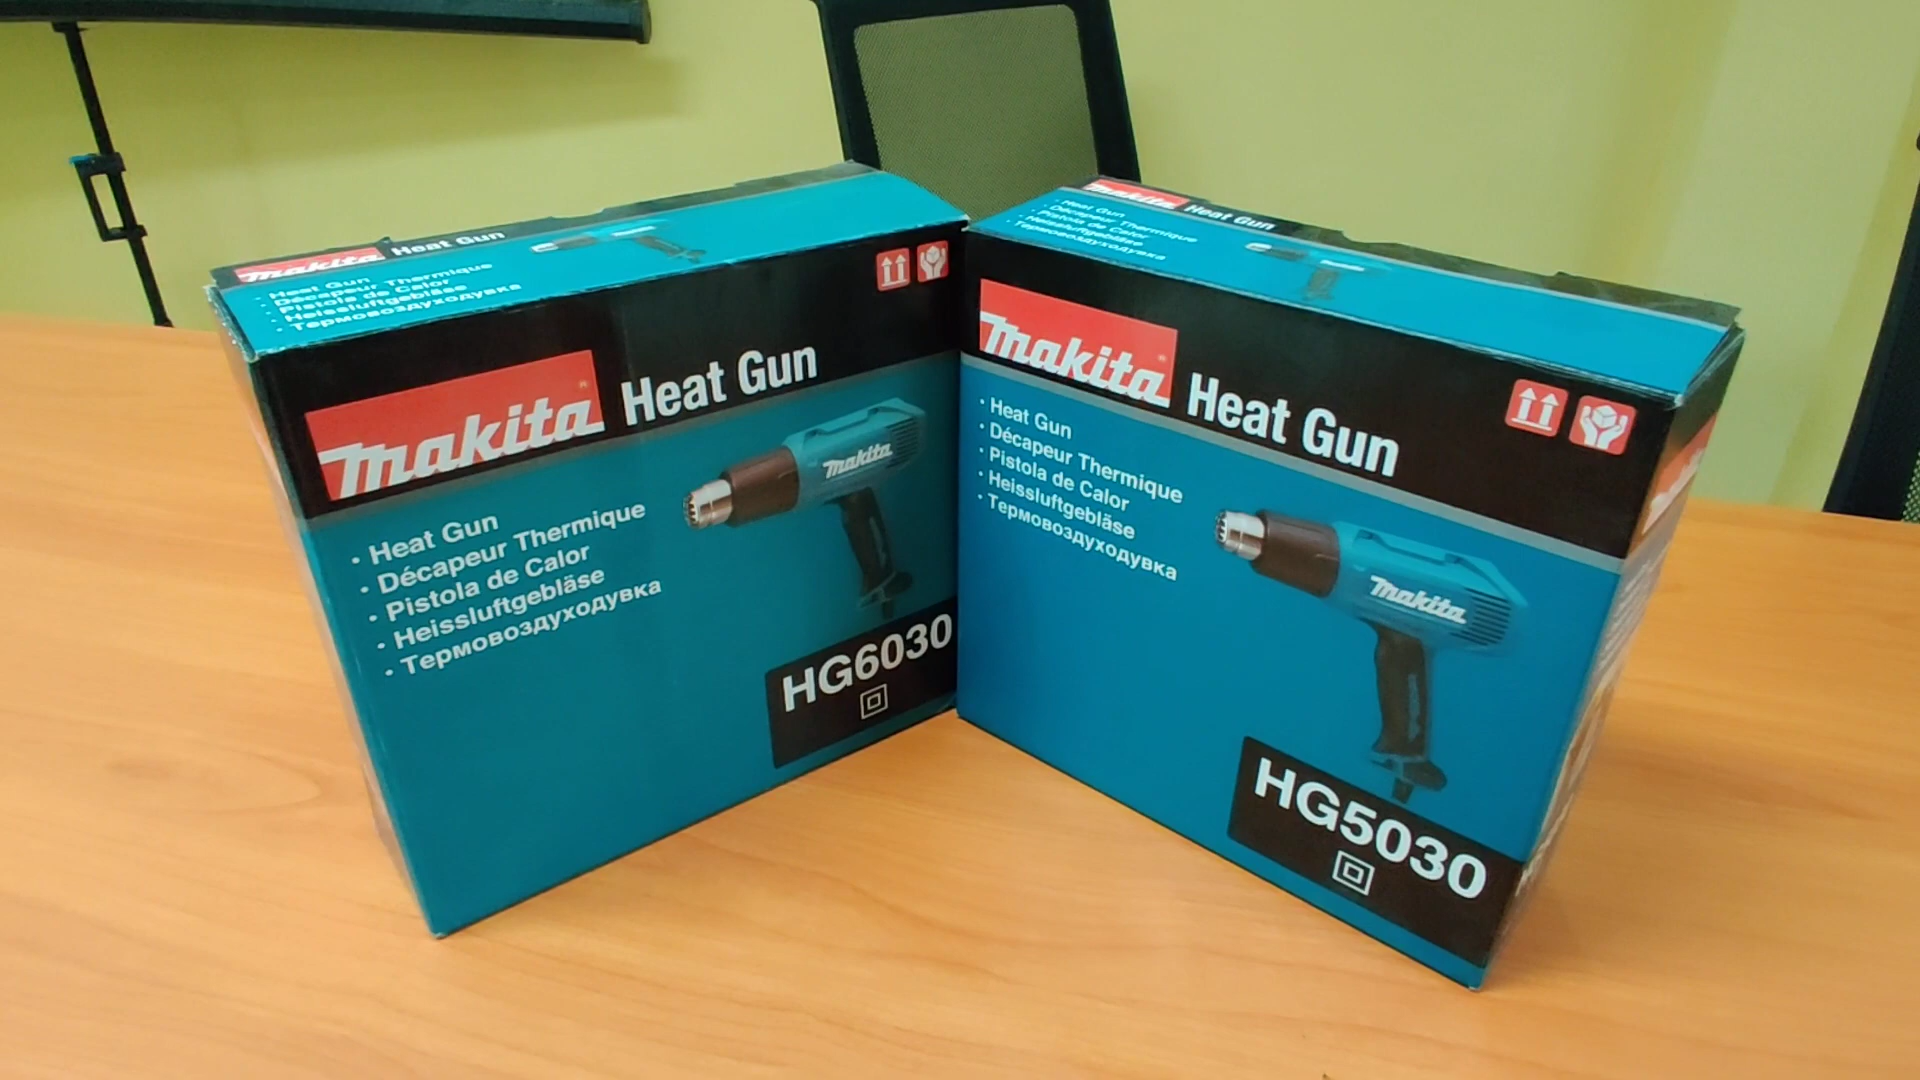 makita Heat Gun
• Heat Gun
• Décapeur Thermique
• Pistola de Calor
• Heissluftgebläse
• Термовоздуходувка
makita Heat Gun
• Heat Gun
• Décapeur Thermique
• Pistola de Calor
• Heissluftgebläse
• Термовоздуходувка
makita
HG6030
makita Heat Gun
• Heat Gun
• Décapeur Thermique
• Pistola de Calor
• Heissluftgebläse
• Термовоздуходувка
makita Heat Gun
• Heat Gun
• Décapeur Thermique
• Pistola de Calor
• Heissluftgebläse
• Термовоздуходувка
makita
HG5030